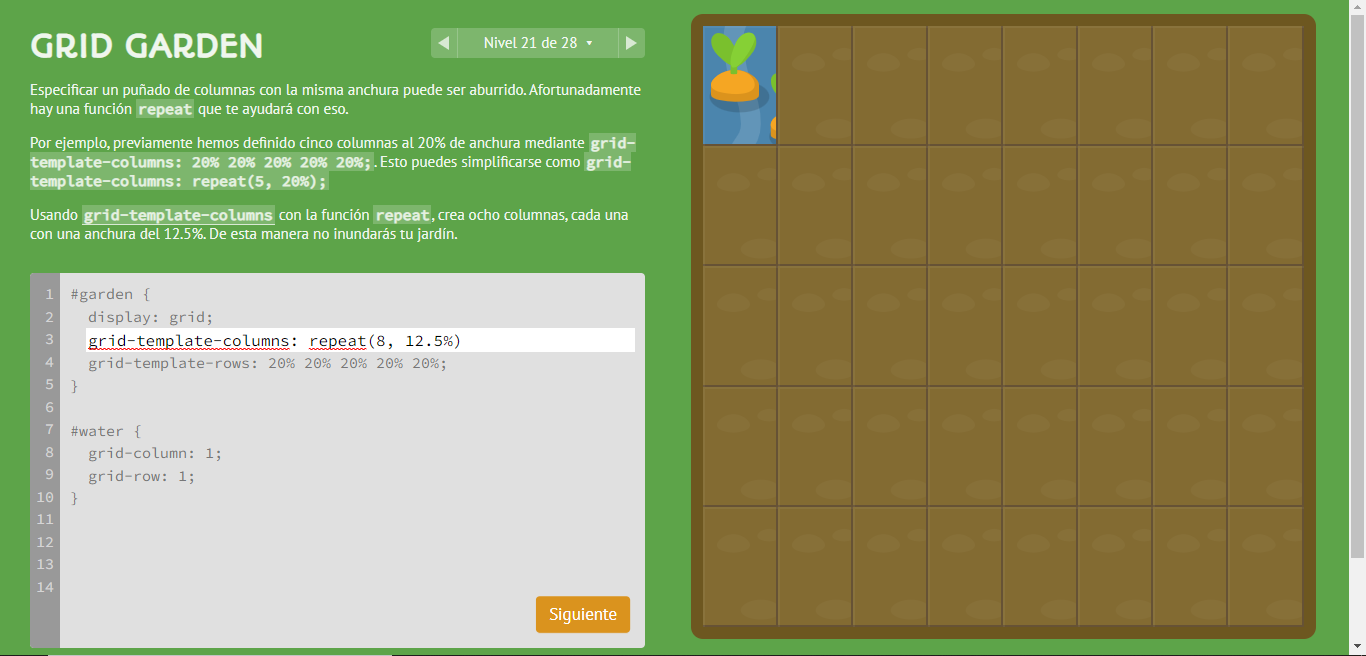 GRID GARDEN
Nivel 21 de 28
Especificar un puñado de columnas con la misma anchura puede ser aburrido. Afortunadamente
hay una función repeat que te ayudará con eso.
Por ejemplo, previamente hemos definido cinco columnas al 20% de anchura mediante grid-
template-columns: 20% 20% 20% 20% 20%;. Esto puedes simplificarse como grid-
template-columns: repeat(5, 20%);
Usando grid-template-columns con la función repeat, crea ocho columnas, cada una
con una anchura del 12.5%. De esta manera no inundarás tu jardín.
1 #garden {
2 display: grid;
3 grid-template-columns: repeat(8, 12.5%)
4 grid-template-rows: 20% 20% 20% 20% 20%;
5 }
6
7 #water {
8 grid-column: 1;
9 grid-row: 1;
10 }
11
12
13
14
Siguiente